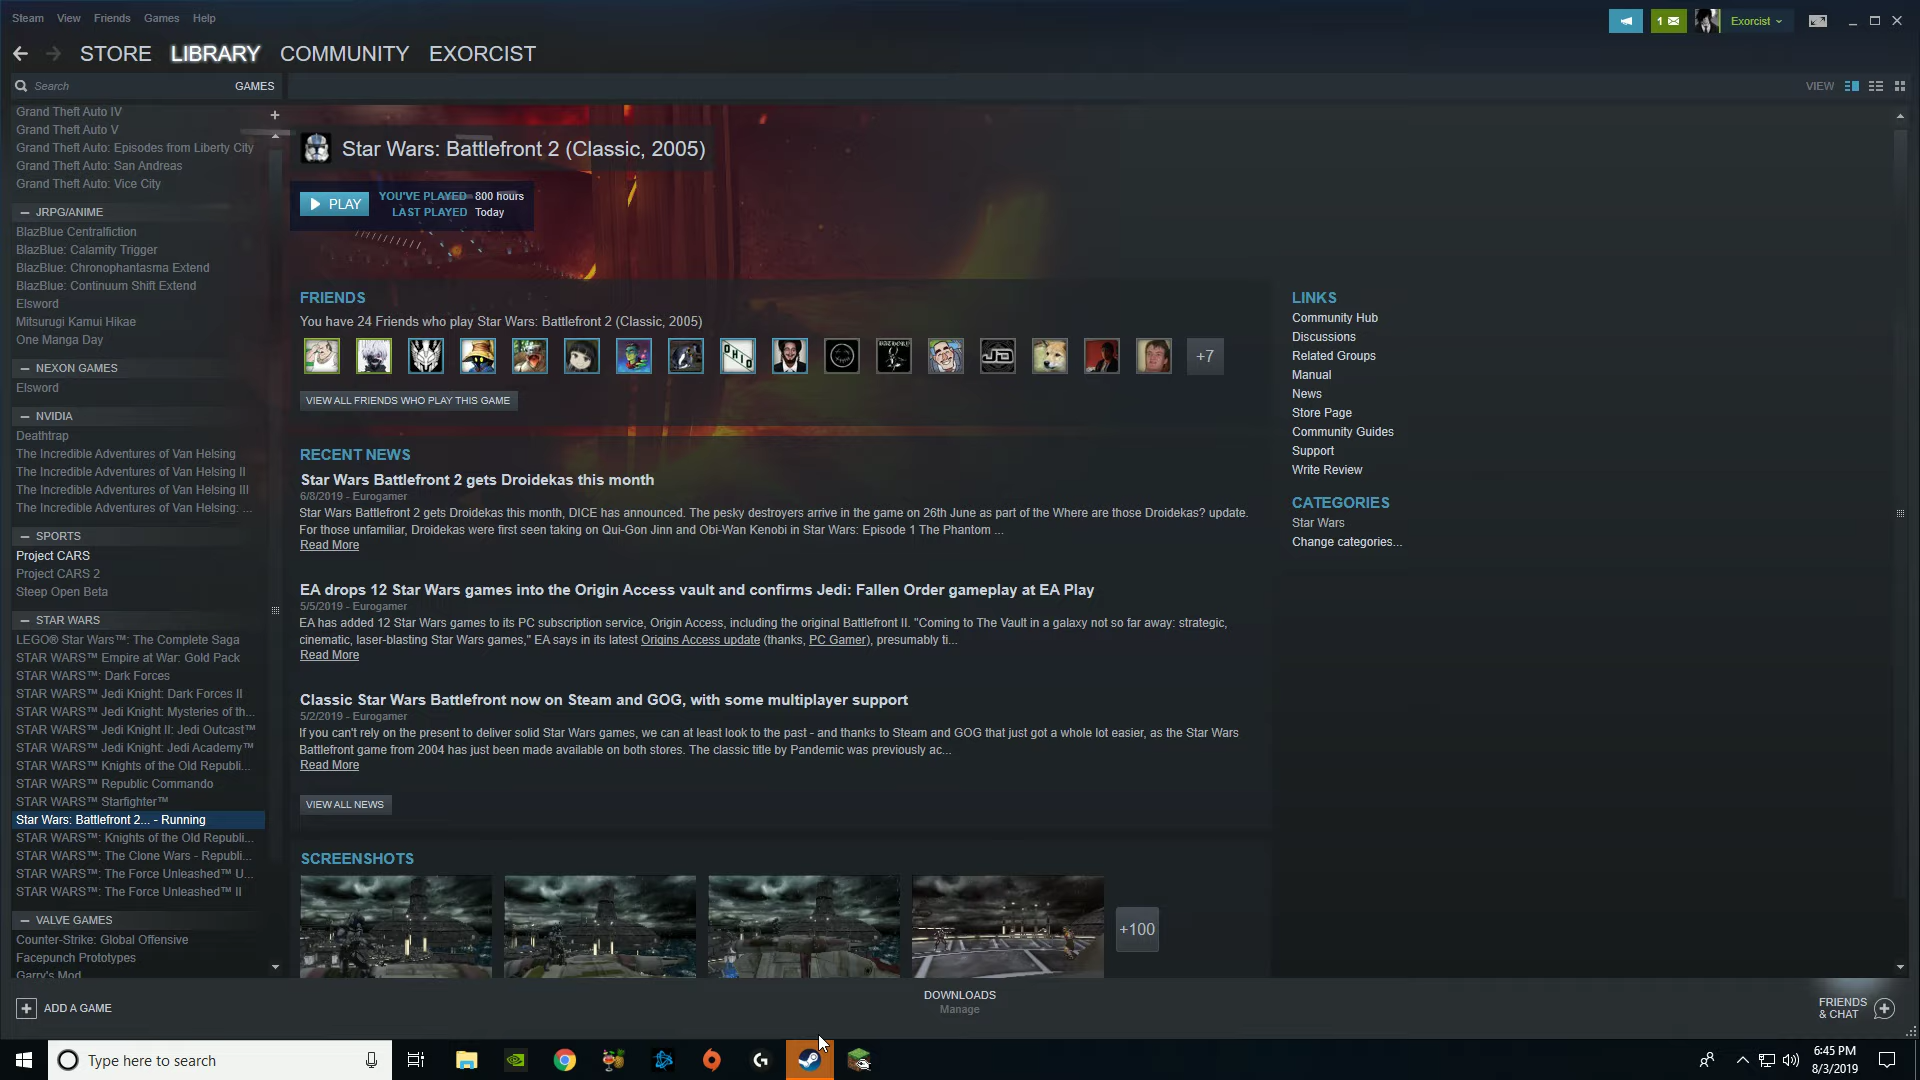 Steam View Friends Games Help
1
Exorcist
STORE LIBRARY COMMUNITY EXORCIST
Search
GAMES
VIEW
Grand Theft Auto IV
Grand Theft Auto V
Grand Theft Auto: Episodes from Liberty City
Grand Theft Auto: San Andreas
Grand Theft Auto: Vice City
— JRPG/ANIME
BlazBlue Centralfiction
BlazBlue: Calamity Trigger
BlazBlue: Chronophantasma Extend
BlazBlue: Continuum Shift Extend
Elsword
Mitsurugi Kamui Hikae
One Manga Day
— NEXON GAMES
Elsword
— NVIDIA
Deathtrap
The Incredible Adventures of Van Helsing
The Incredible Adventures of Van Helsing II
The Incredible Adventures of Van Helsing III
The Incredible Adventures of Van Helsing: ...
— SPORTS
Project CARS
Project CARS 2
Steep Open Beta
— STAR WARS
LEGO® Star Wars™: The Complete Saga
STAR WARS™ Empire at War: Gold Pack
STAR WARS™: Dark Forces
STAR WARS™ Jedi Knight: Dark Forces II
STAR WARS™ Jedi Knight: Mysteries of th...
STAR WARS™ Jedi Knight II: Jedi Outcast™
STAR WARS™ Jedi Knight: Jedi Academy™
STAR WARS™ Knights of the Old Republi...
STAR WARS™ Republic Commando
STAR WARS™ Starfighter™
Star Wars: Battlefront 2... - Running
STAR WARS™: Knights of the Old Republi...
STAR WARS™: The Clone Wars - Republi...
STAR WARS™: The Force Unleashed™ U...
STAR WARS™: The Force Unleashed™ II
— VALVE GAMES
Counter-Strike: Global Offensive
Facepunch Prototypes
Garry's Mod
Star Wars: Battlefront 2 (Classic, 2005)
PLAY
YOU'VE PLAYED 800 hours
LAST PLAYED Today
FRIENDS
You have 24 Friends who play Star Wars: Battlefront 2 (Classic, 2005)
OHIO
JD
+7
VIEW ALL FRIENDS WHO PLAY THIS GAME
RECENT NEWS
Star Wars Battlefront 2 gets Droidekas this month
6/8/2019 - Eurogamer
Star Wars Battlefront 2 gets Droidekas this month, DICE has announced. The pesky destroyers arrive in the game on 26th June as part of the Where are those Droidekas? update.
For those unfamiliar, Droidekas were first seen taking on Qui-Gon Jinn and Obi-Wan Kenobi in Star Wars: Episode 1 The Phantom ...
Read More
EA drops 12 Star Wars games into the Origin Access vault and confirms Jedi: Fallen Order gameplay at EA Play
5/5/2019 - Eurogamer
EA has added 12 Star Wars games to its PC subscription service, Origin Access, including the original Battlefront II. "Coming to The Vault in a galaxy not so far away: strategic,
cinematic, laser-blasting Star Wars games," EA says in its latest Origins Access update (thanks, PC Gamer), presumably ti...
Read More
Classic Star Wars Battlefront now on Steam and GOG, with some multiplayer support
5/2/2019 - Eurogamer
If you can't rely on the present to deliver solid Star Wars games, we can at least look to the past - and thanks to Steam and GOG that just got a whole lot easier, as the Star Wars
Battlefront game from 2004 has just been made available on both stores. The classic title by Pandemic was previously ac...
Read More
VIEW ALL NEWS
SCREENSHOTS
+100
LINKS
Community Hub
Discussions
Related Groups
Manual
News
Store Page
Community Guides
Support
Write Review
CATEGORIES
Star Wars
Change categories...
+ ADD A GAME
DOWNLOADS
Manage
FRIENDS
& CHAT
Type here to search
6:45 PM
8/3/2019